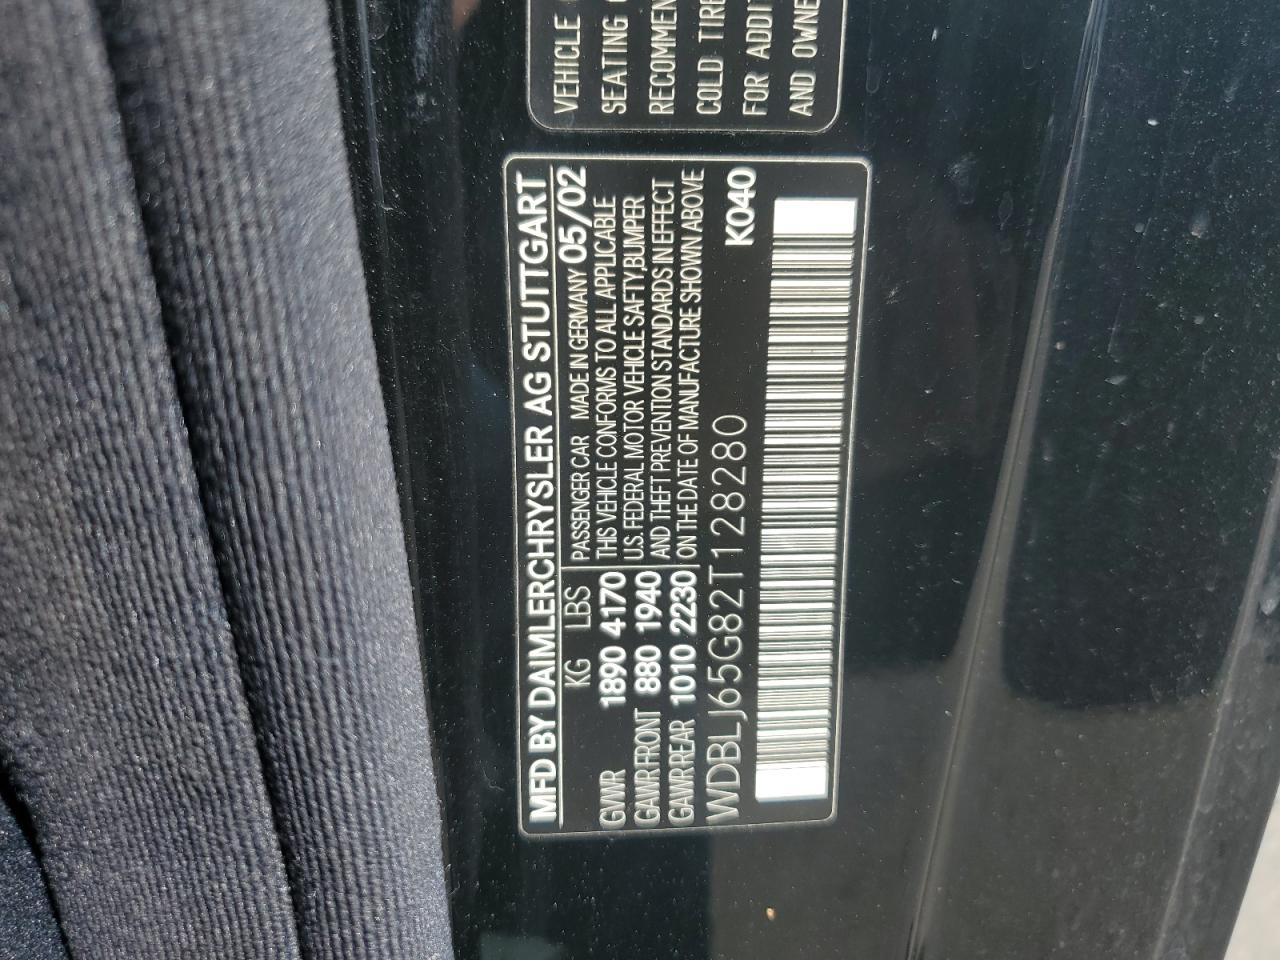 MFD BY DAIMLERCHRYSLER AG STUTTGART
KG LBS PASSENGER CAR MADE IN GERMANY 05/02
GVWR 1890 4170 THIS VEHICLE CONFORMS TO ALL APPLICABLE
GAWR FRONT 880 1940 U.S. FEDERAL MOTOR VEHICLE SAFTY,BUMPER
GAWR REAR 1010 2230 AND THEFT PREVENTION STANDARDS IN EFFECT
ON THE DATE OF MANUFACTURE SHOWN ABOVE
WDBLJ65G82T128280 K040
VEHICLE
SEATING
RECOMMEN
COLD TIRE
FOR ADDIT
AND OWNE